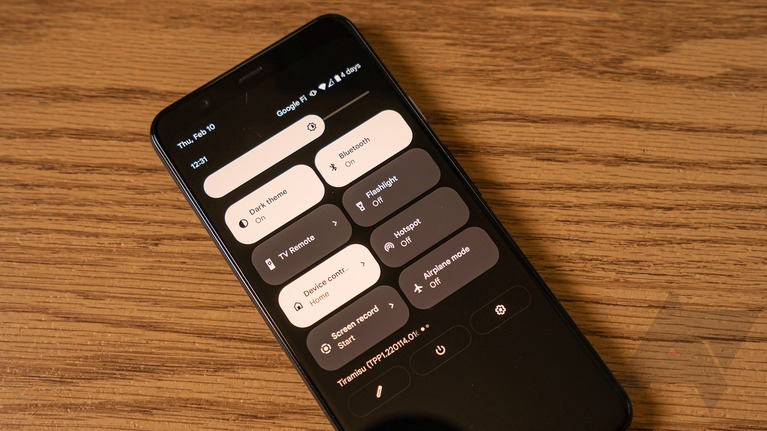 Google Fi 4 days
Thu, Feb 10
12:31
Bluetooth
On
Dark theme
On
Flashlight
Off
TV Remote
Hotspot
Off
Device contr...
Home
Airplane mode
Off
Screen record
Start
Tiramisu (TPP1.220114.01